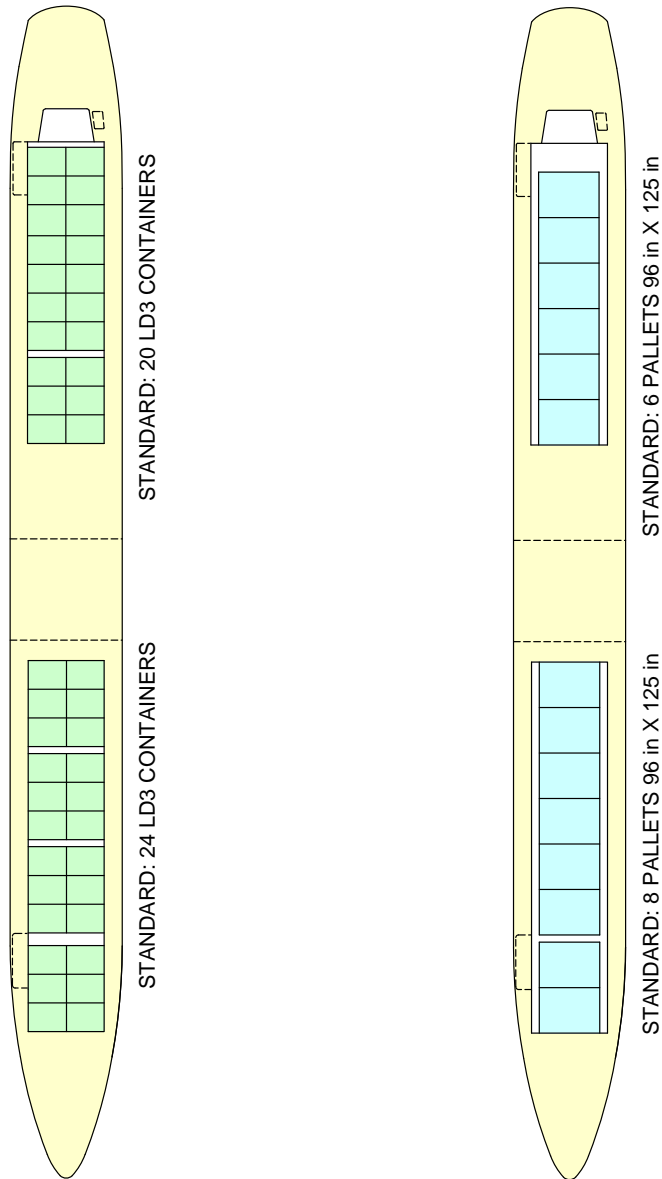 STANDARD: 20 LD3 CONTAINERS
STANDARD: 24 LD3 CONTAINERS
STANDARD: 6 PALLETS 96 in X 125 in
STANDARD: 8 PALLETS 96 in X 125 in